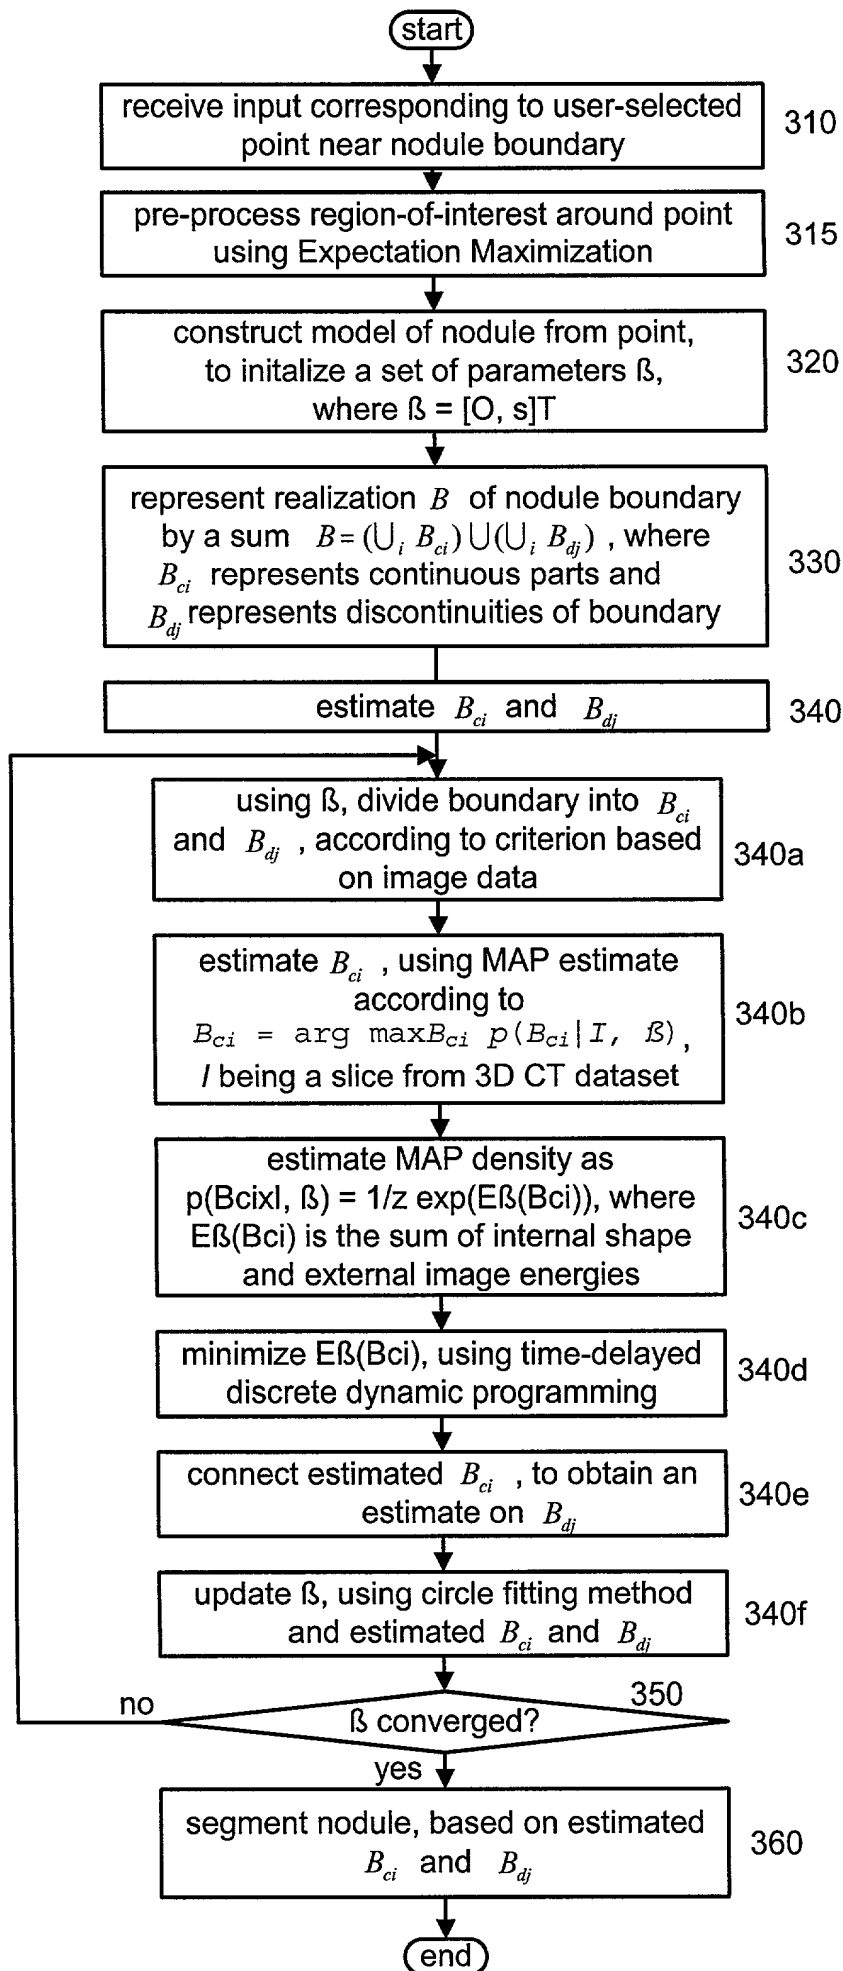 start
receive input corresponding to user-selected
point near nodule boundary
310
pre-process region-of-interest around point
using Expectation Maximization
315
construct model of nodule from point,
to initalize a set of parameters ß,
where ß = [O, s]T
320
represent realization B of nodule boundary
by a sum B = (⋃i Bci)⋃(⋃i Bdj) , where
Bci represents continuous parts and
Bdj represents discontinuities of boundary
330
estimate Bci and Bdj
340
using ß, divide boundary into Bci
and Bdj , according to criterion based
on image data
340a
estimate Bci , using MAP estimate
according to
Bci = arg maxBci p(Bci|I, ß),
I being a slice from 3D CT dataset
340b
estimate MAP density as
p(BcixI, ß) = 1/z exp(Eß(Bci)), where
Eß(Bci) is the sum of internal shape
and external image energies
340c
minimize Eß(Bci), using time-delayed
discrete dynamic programming
340d
connect estimated Bci , to obtain an
estimate on Bdj
340e
update ß, using circle fitting method
and estimated Bci and Bdj
340f
350
no
ß converged?
yes
segment nodule, based on estimated
Bci and Bdj
360
end